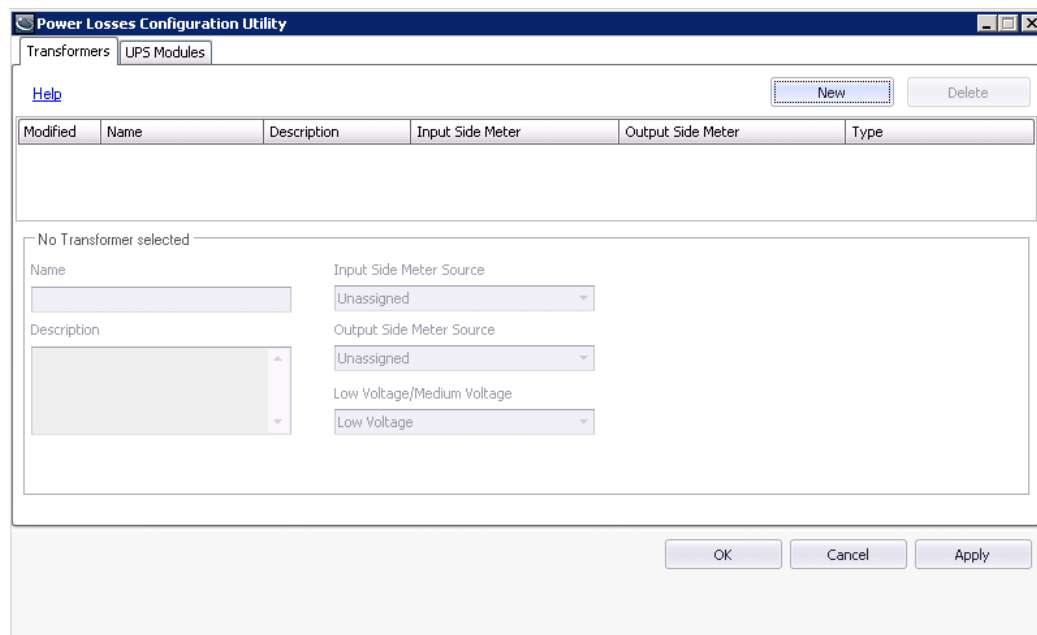 Power Losses Configuration Utility
Transformers UPS Modules
Help New Delete
Modified Name Description Input Side Meter Output Side Meter Type
No Transformer selected
Name Input Side Meter Source
Unassigned
Description Output Side Meter Source
Unassigned
Low Voltage/Medium Voltage
Low Voltage
OK Cancel Apply